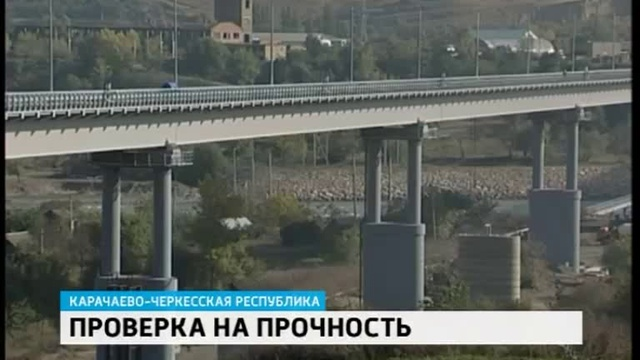 КАРАЧАЕВО-ЧЕРКЕССКАЯ РЕСПУБЛИКА
ПРОВЕРКА НА ПРОЧНОСТЬ